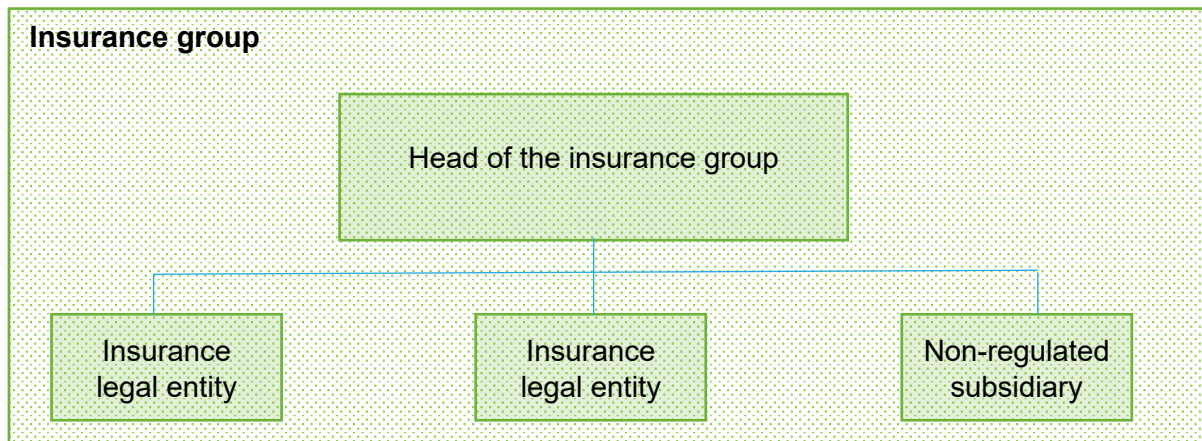 Insurance group
Head of the insurance group
Insurance
legal entity
Insurance
legal entity
Non-regulated
subsidiary